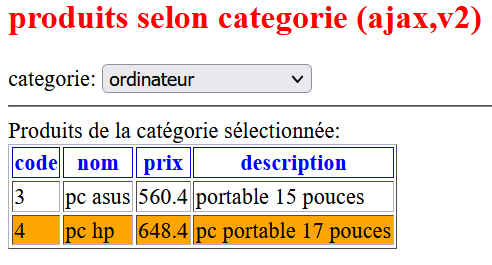 produits selon categorie (ajax,v2)
categorie: ordinateur
Produits de la catégorie sélectionnée:
code nom prix description
3 pc asus 560.4 portable 15 pouces
4 pc hp 648.4 pc portable 17 pouces